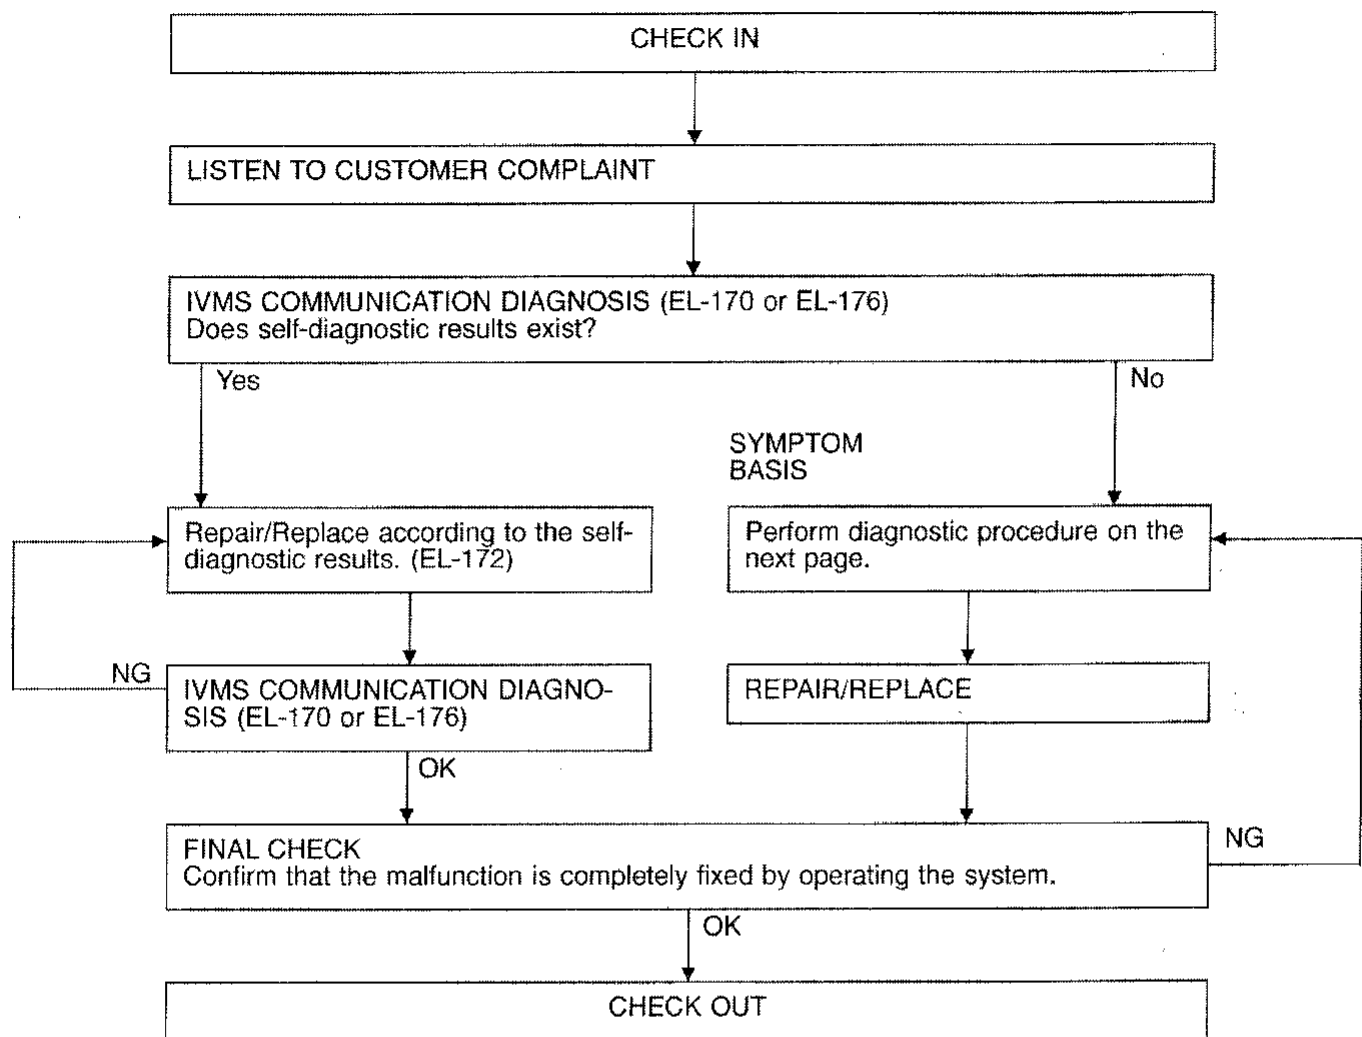 CHECK IN
LISTEN TO CUSTOMER COMPLAINT
IVMS COMMUNICATION DIAGNOSIS (EL-170 or EL-176)
Does self-diagnostic results exist?
Yes
No
SYMPTOM
BASIS
Repair/Replace according to the self-
diagnostic results. (EL-172)
Perform diagnostic procedure on the
next page.
NG
IVMS COMMUNICATION DIAGNO-
SIS (EL-170 or EL-176)
REPAIR/REPLACE
OK
FINAL CHECK
Confirm that the malfunction is completely fixed by operating the system.
NG
OK
CHECK OUT